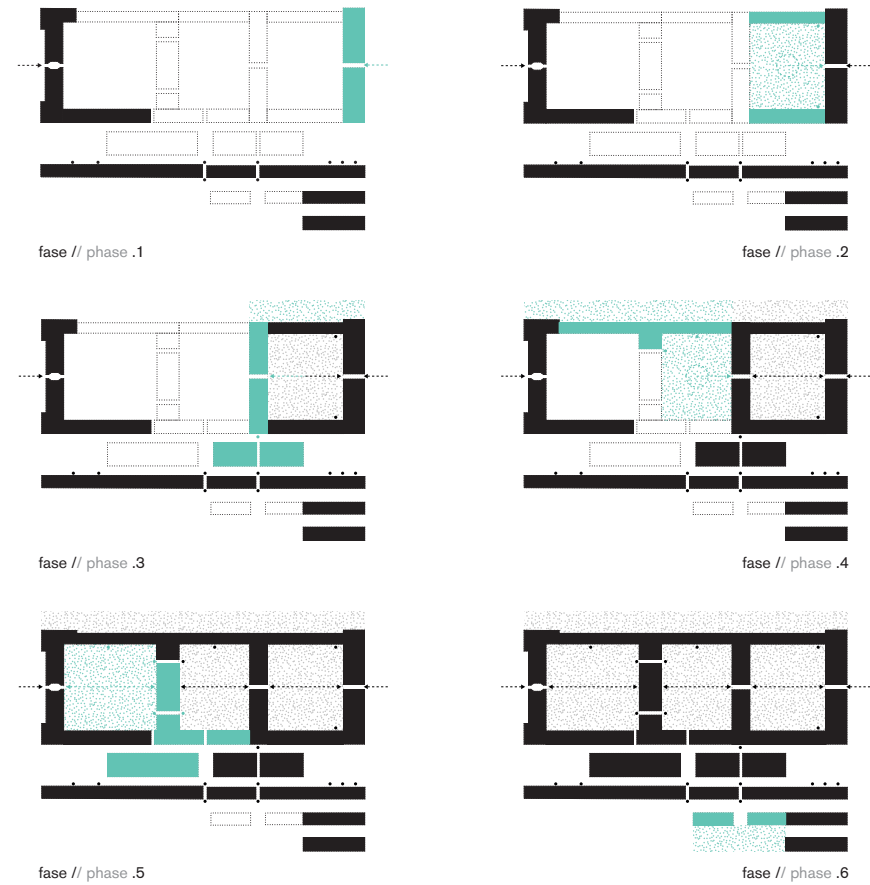 fase // phase .1
fase // phase .2
fase // phase .3
fase // phase .4
fase // phase .5
fase // phase .6